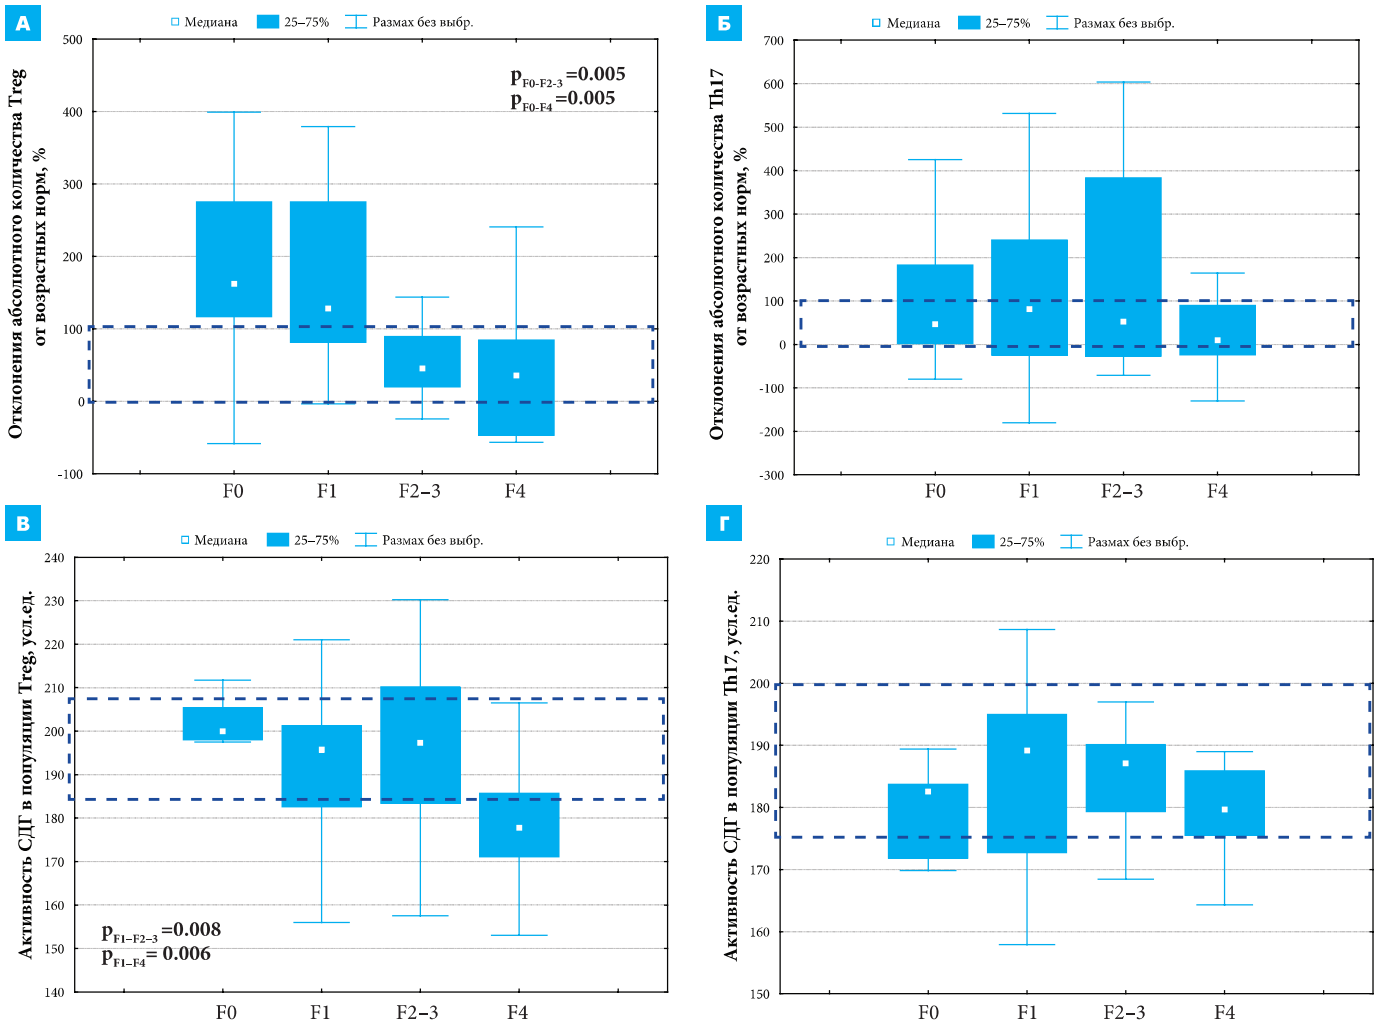 А
Медиана 25–75% Размах без выбр.
Отклонения абсолютного количества Treg
от возрастных норм, %
500
400
300
200
100
0
-100
pF0-F2-3=0.005
pF0-F4=0.005
F0 F1 F2–3 F4
Б
Медиана 25–75% Размах без выбр.
Отклонения абсолютного количества Th17
от возрастных норм, %
700
600
500
400
300
200
100
0
-100
-200
-300
F0 F1 F2–3 F4
В
Медиана 25–75% Размах без выбр.
Активность СДГ в популяции Treg, усл.ед.
240
230
220
210
200
190
180
170
160
150
140
pF1–F2–3=0.008
pF1–F4= 0.006
F0 F1 F2–3 F4
Г
Медиана 25–75% Размах без выбр.
Активность СДГ в популяции Th17, усл.ед.
220
210
200
190
180
170
160
150
F0 F1 F2–3 F4